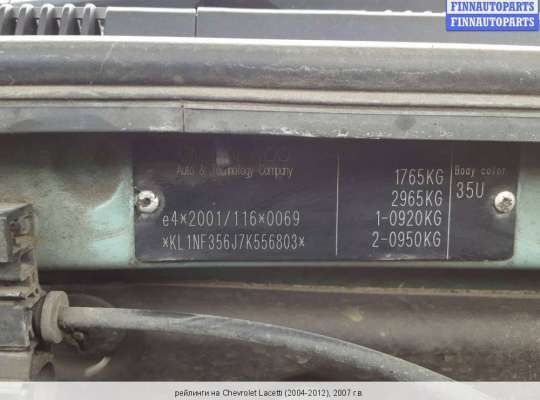 FINNAUTOPARTS
FINNAUTOPARTS
Auto & Technology Company
e4*2001/116*0069
*KL1NF356J7K556803*
1765KG
2965KG
1-0920KG
2-0950KG
Body color
35U
рейлинги на Chevrolet Lacetti (2004-2012), 2007 г.в.